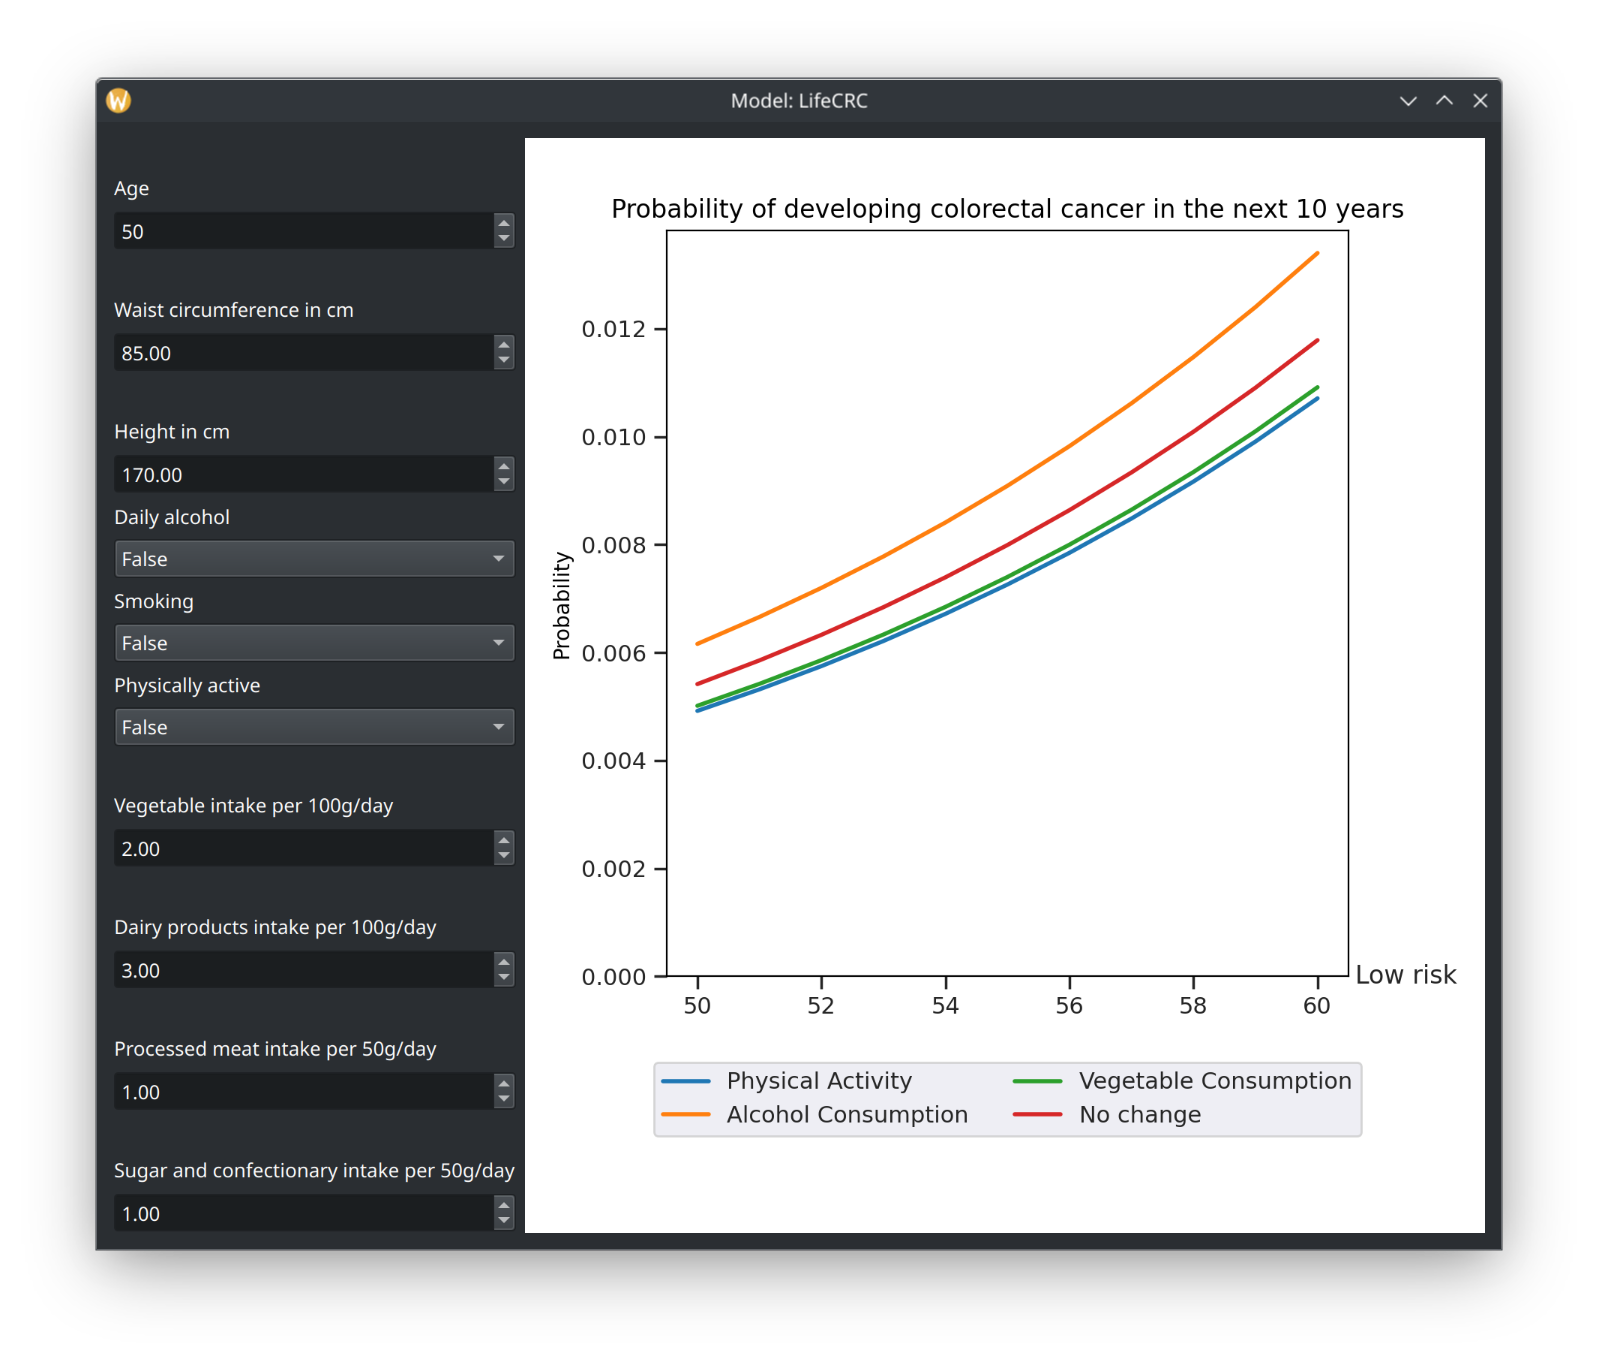 W
Model: LifeCRC
Age
50
Waist circumference in cm
85.00
Height in cm
170.00
Daily alcohol
False
Smoking
False
Physically active
False
Vegetable intake per 100g/day
2.00
Dairy products intake per 100g/day
3.00
Processed meat intake per 50g/day
1.00
Sugar and confectionary intake per 50g/day
1.00
Probability of developing colorectal cancer in the next 10 years
Probability
0.012
0.010
0.008
0.006
0.004
0.002
0.000
Low risk
50 52 54 56 58 60
Physical Activity Vegetable Consumption
Alcohol Consumption No change